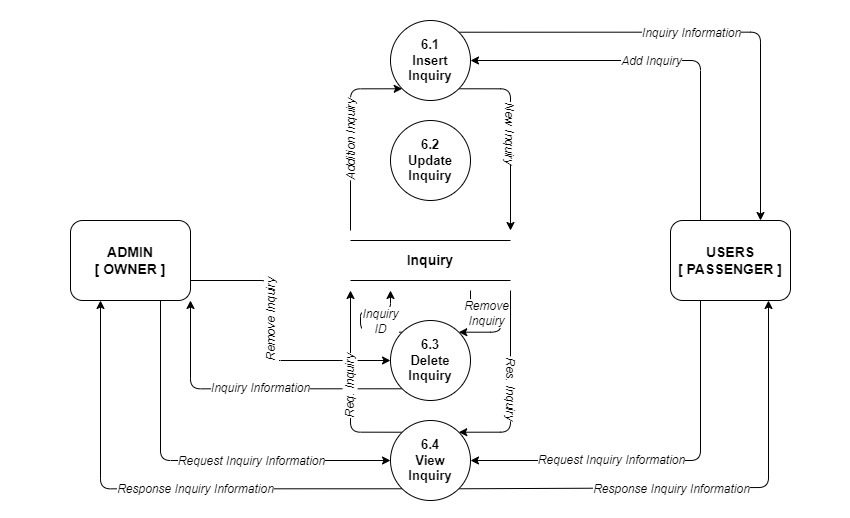 6.1
Insert
Inquiry
Inquiry Information
Add Inquiry
Addition Inquiry
New Inquiry
6.2
Update
Inquiry
ADMIN
[ OWNER ]
USERS
[ PASSENGER ]
Inquiry
Remove Inquiry
Inquiry
ID
Remove
Inquiry
6.3
Delete
Inquiry
Inquiry Information
Req. Inquiry
Res. Inquiry
6.4
View
Inquiry
Request Inquiry Information
Request Inquiry Information
Response Inquiry Information
Response Inquiry Information